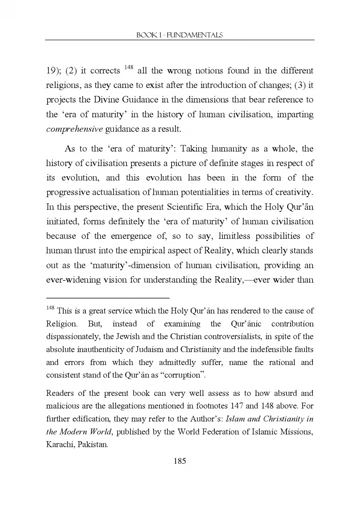 BOOK 1 · FUNDAMENTALS
19); (2) it corrects 148 all the wrong notions found in the different
religions, as they came to exist after the introduction of changes; (3) it
projects the Divine Guidance in the dimensions that bear reference to
the ‘era of maturity’ in the history of human civilisation, imparting
comprehensive guidance as a result.
As to the ‘era of maturity’: Taking humanity as a whole, the
history of civilisation presents a picture of definite stages in respect of
its evolution, and this evolution has been in the form of the
progressive actualisation of human potentialities in terms of creativity.
In this perspective, the present Scientific Era, which the Holy Qur’ān
initiated, forms definitely the ‘era of maturity’ of human civilisation
because of the emergence of, so to say, limitless possibilities of
human thrust into the empirical aspect of Reality, which clearly stands
out as the ‘maturity’-dimension of human civilisation, providing an
ever-widening vision for understanding the Reality,—ever wider than
148 This is a great service which the Holy Qur’ān has rendered to the cause of
Religion. But, instead of examining the Qur’ānic contribution
dispassionately, the Jewish and the Christian controversialists, in spite of the
absolute inauthenticity of Judaism and Christianity and the indefensible faults
and errors from which they admittedly suffer, name the rational and
consistent stand of the Qur’ān as “corruption”.
Readers of the present book can very well assess as to how absurd and
malicious are the allegations mentioned in footnotes 147 and 148 above. For
further edification, they may refer to the Author’s: Islam and Christianity in
the Modern World, published by the World Federation of Islamic Missions,
Karachi, Pakistan.
185